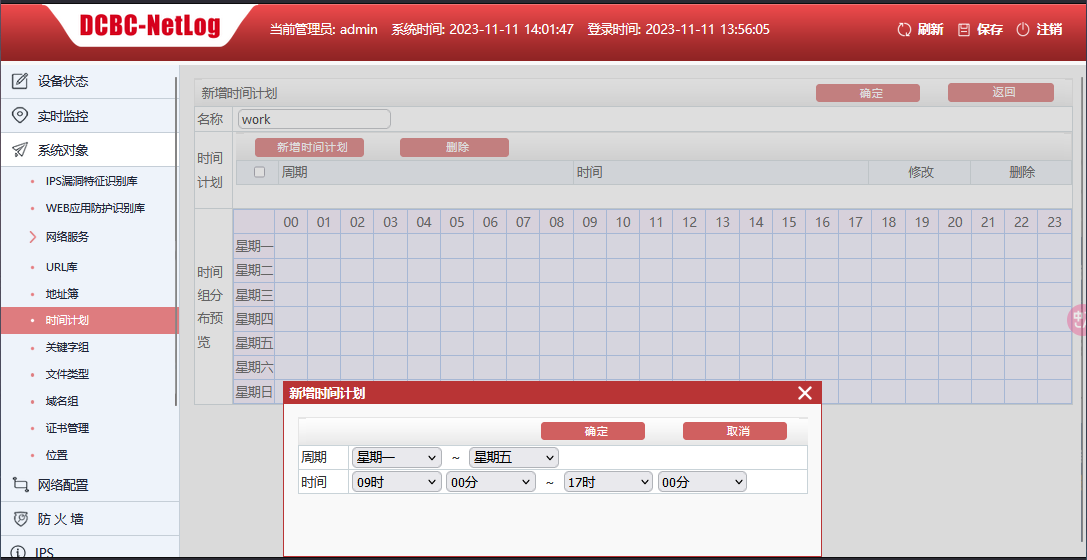 DCBC-NetLog
当前管理员: admin 系统时间: 2023-11-11 14:01:47 登录时间: 2023-11-11 13:56:05
刷新 保存 注销
设备状态
实时监控
系统对象
IPS漏洞特征识别库
WEB应用防护识别库
网络服务
URL库
地址簿
时间计划
关键字组
文件类型
域名组
证书管理
位置
网络配置
防 火 墙
IPS
新增时间计划 确定 返回
名称 work
时间计划
新增时间计划 删除
周期 时间 修改 删除
时间组分布预览
00 01 02 03 04 05 06 07 08 09 10 11 12 13 14 15 16 17 18 19 20 21 22 23
星期一
星期二
星期三
星期四
星期五
星期六
星期日
新增时间计划
确定 取消
周期 星期一 ~ 星期五
时间 09时 00分 ~ 17时 00分